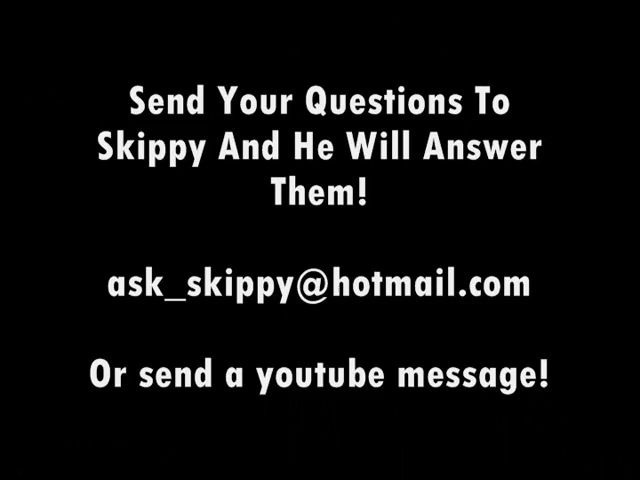 Send Your Questions To
Skippy And He Will Answer
Them!
ask_skippy@hotmail.com
Or send a youtube message!